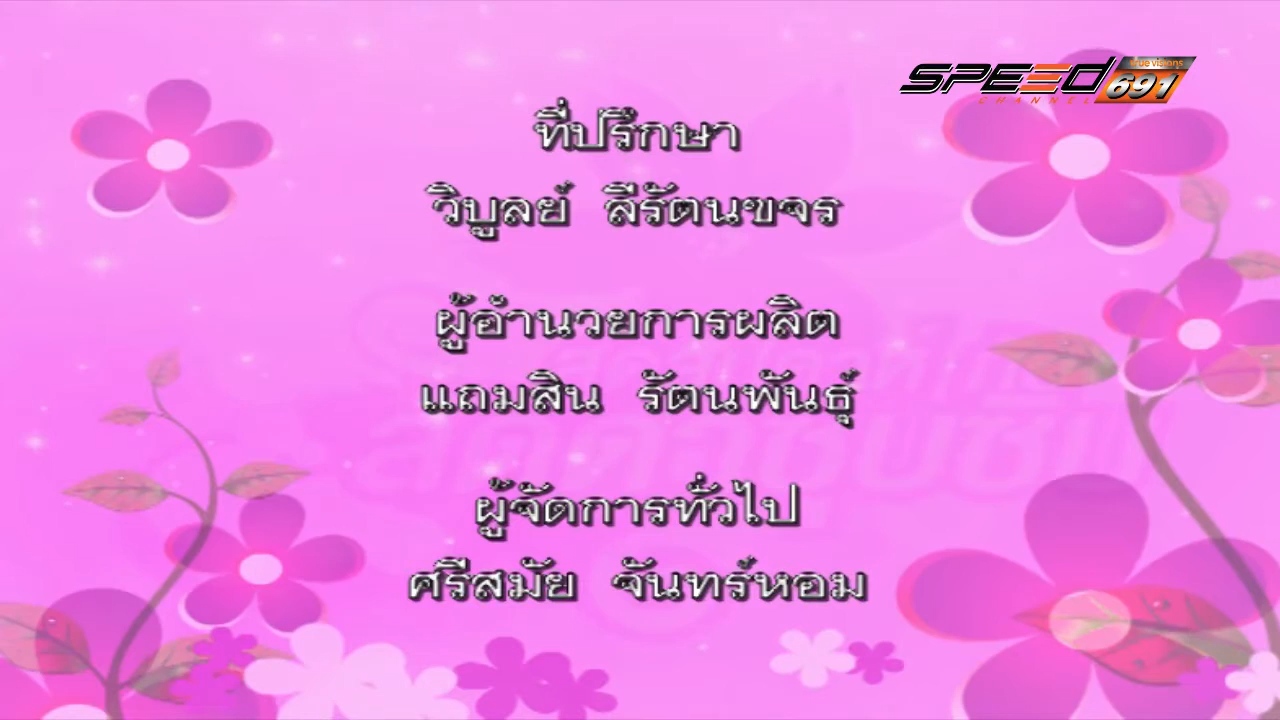 SPEED
CHANNEL
true visions
691
ที่ปรึกษา
วิบูลย์ ลีรัตนขจร
ผู้อำนวยการผลิต
แถมสิน รัตนพันธุ์
ผู้จัดการทั่วไป
ศรีสมัย จันทร์หอม